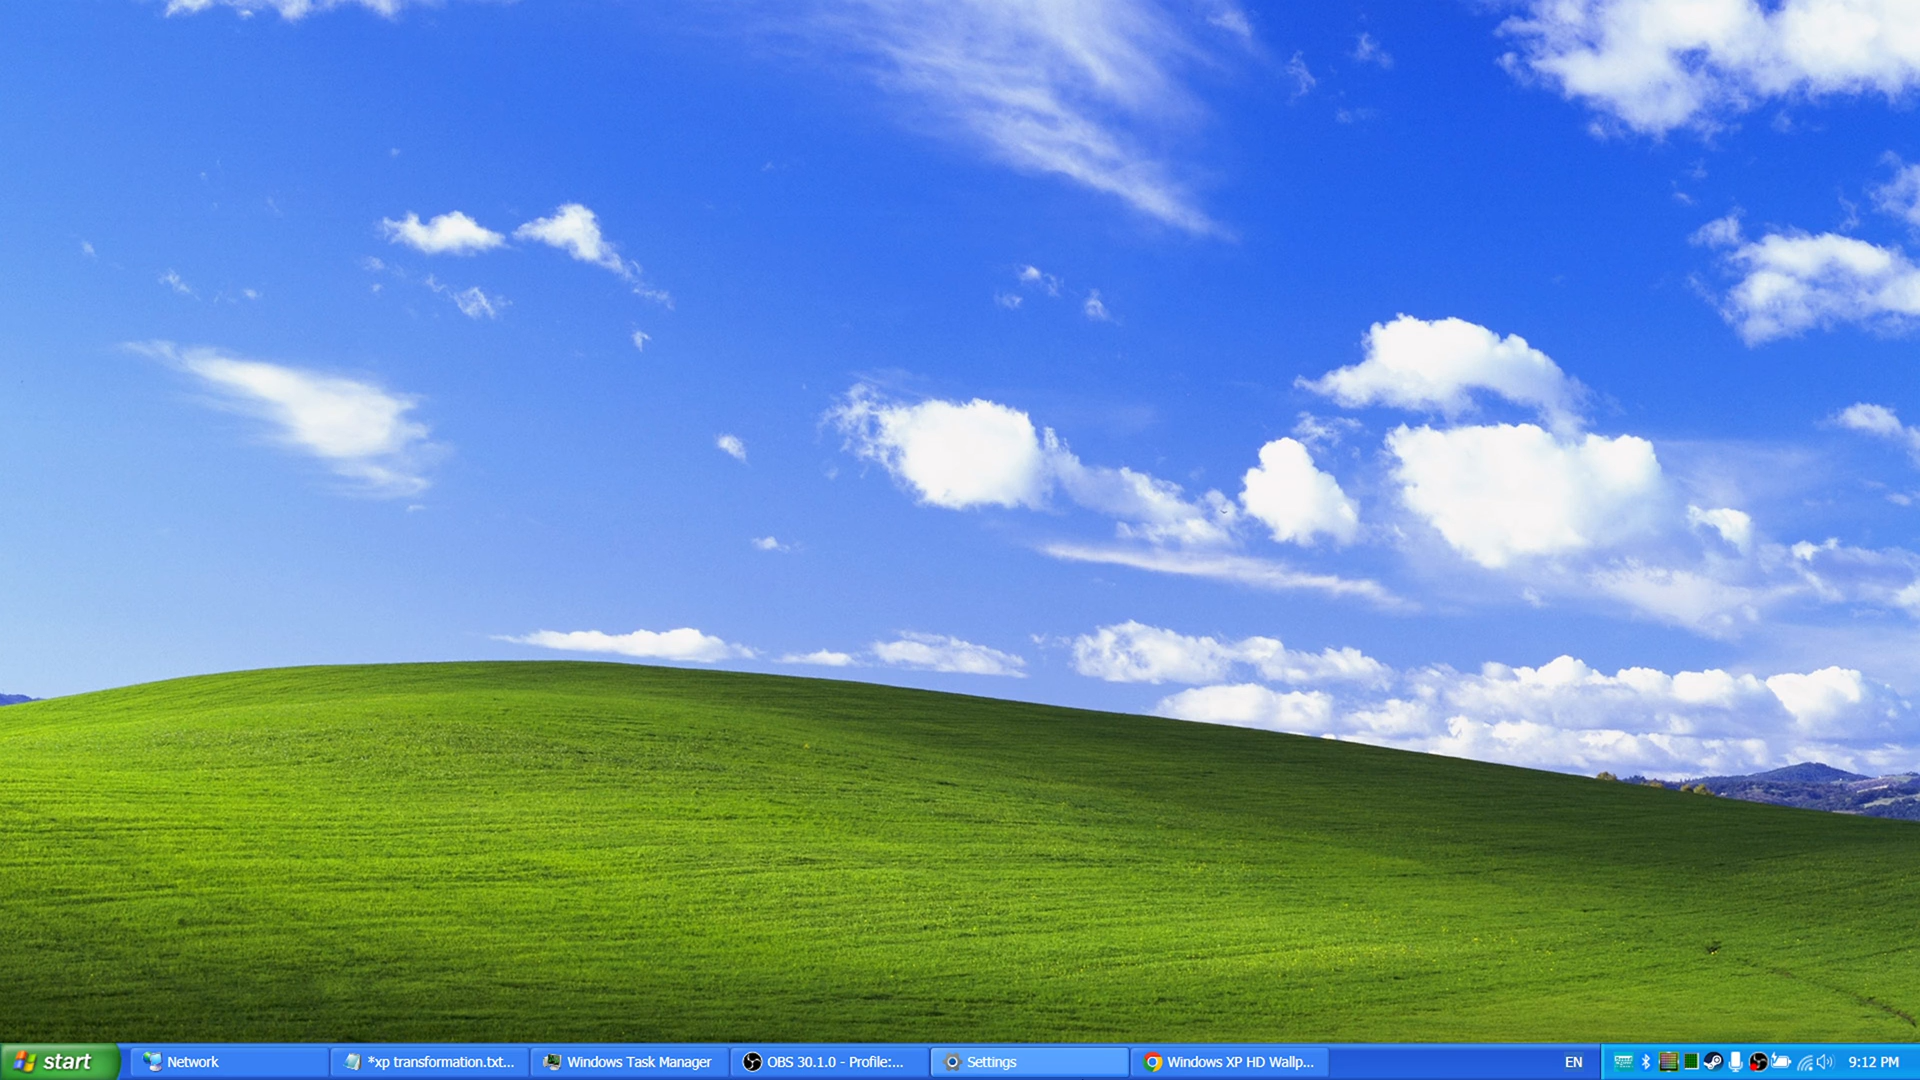 start
Network
*xp transformation.txt...
Windows Task Manager
OBS 30.1.0 - Profile:...
Settings
Windows XP HD Wallp...
EN
9:12 PM